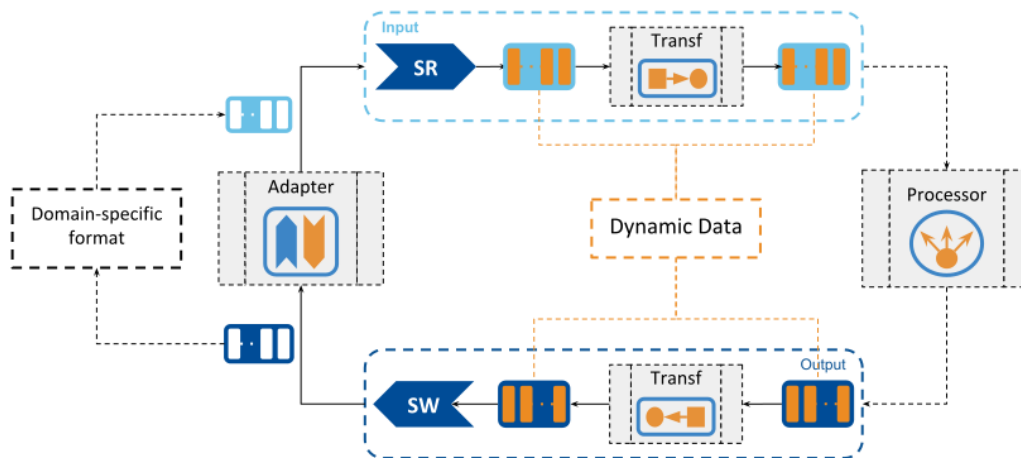 Input
SR
Transf
Adapter
Domain-specific
format
Dynamic Data
Processor
Output
SW
Transf